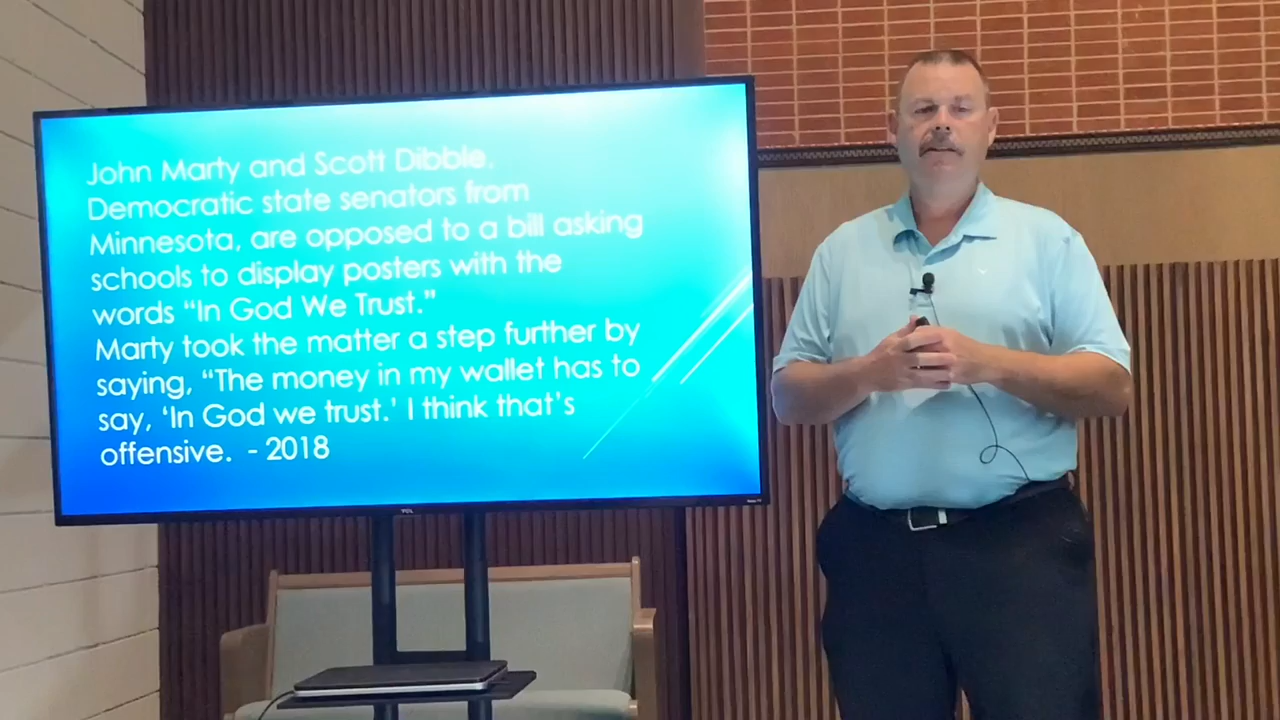 John Marty and Scott Dibble,
Democratic state senators from
Minnesota, are opposed to a bill asking
schools to display posters with the
words “In God We Trust.”
Marty took the matter a step further by
saying, “The money in my wallet has to
say, ‘In God we trust.’ I think that’s
offensive. - 2018
TCL